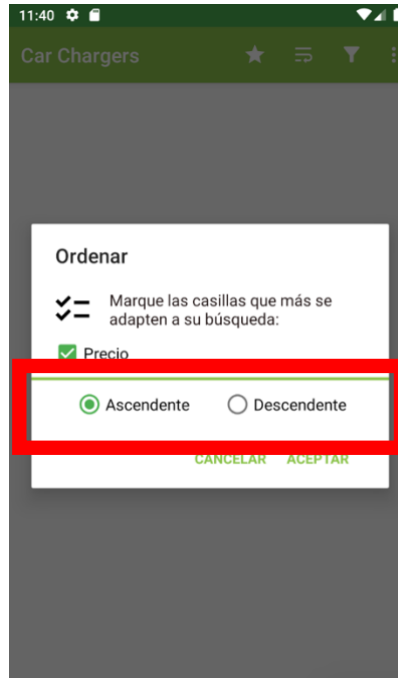 11:40
Car Chargers
Ordenar
Marque las casillas que más se
adapten a su búsqueda:
Precio
Ascendente Descendente
CANCELAR ACEPTAR